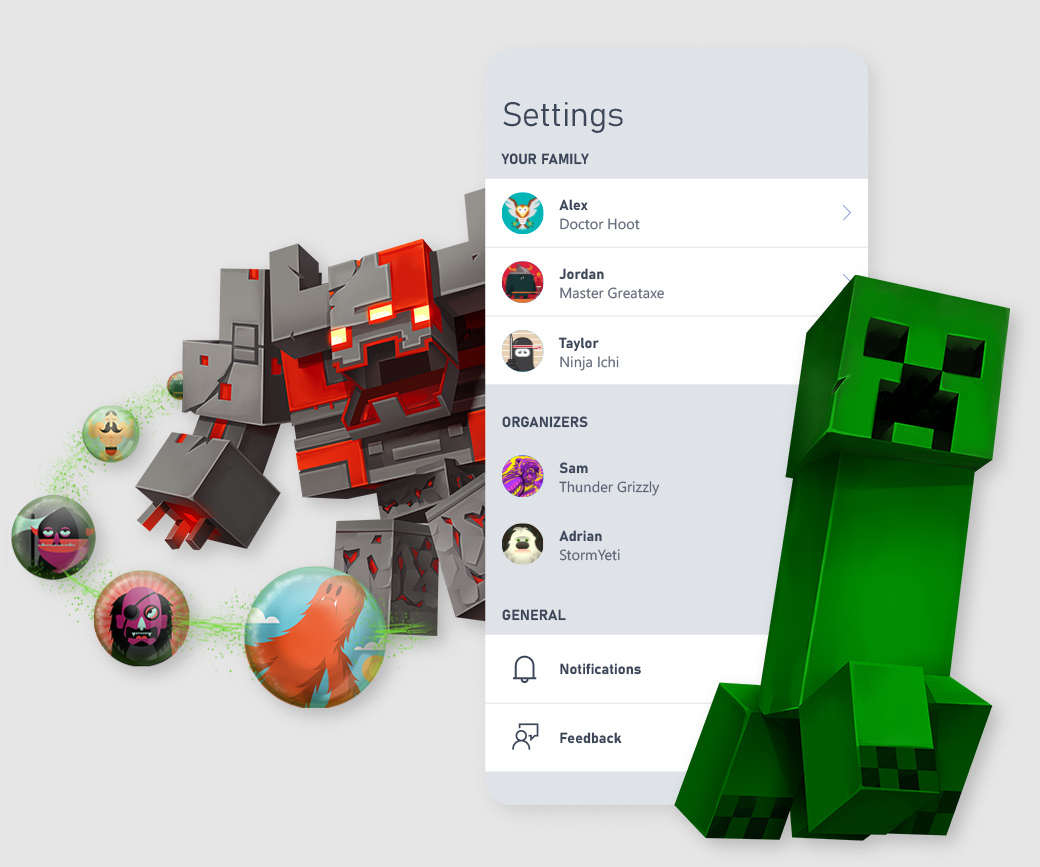 Settings
YOUR FAMILY
Alex
Doctor Hoot
Jordan
Master Greataxe
Taylor
Ninja Ichi
ORGANIZERS
Sam
Thunder Grizzly
Adrian
StormYeti
GENERAL
Notifications
Feedback